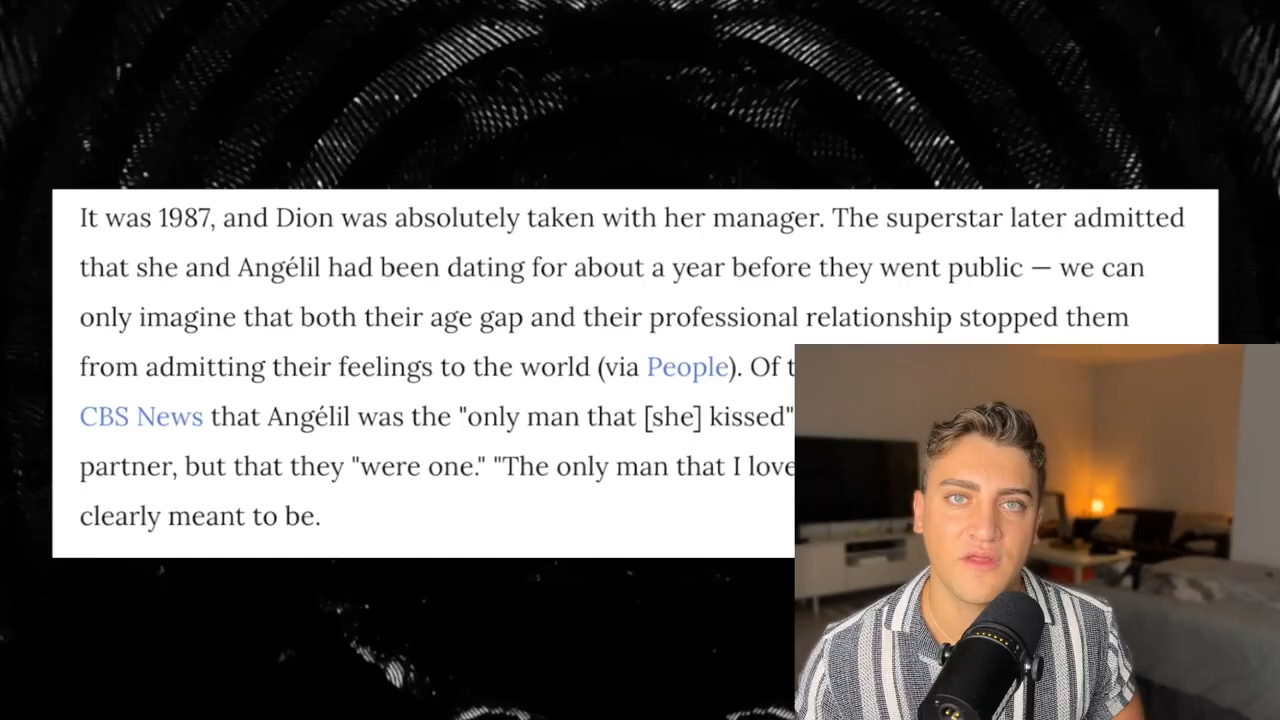 It was 1987, and Dion was absolutely taken with her manager. The superstar later admitted
that she and Angélil had been dating for about a year before they went public — we can
only imagine that both their age gap and their professional relationship stopped them
from admitting their feelings to the world (via People). Of
CBS News that Angélil was the "only man that [she] kissed"
partner, but that they "were one." "The only man that I love
clearly meant to be.